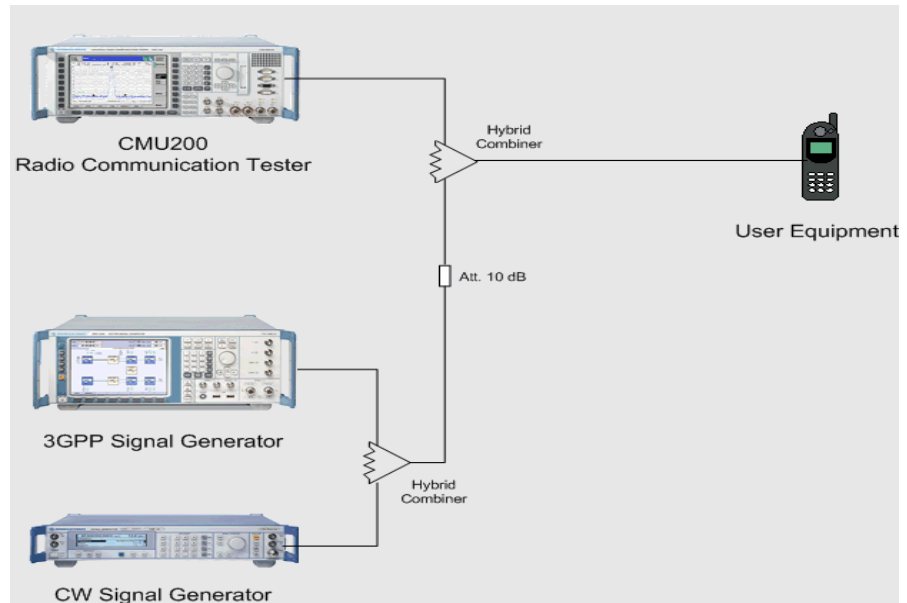 CMU200
Radio Communication Tester
Hybrid
Combiner
User Equipment
Att. 10 dB
3GPP Signal Generator
Hybrid
Combiner
CW Signal Generator